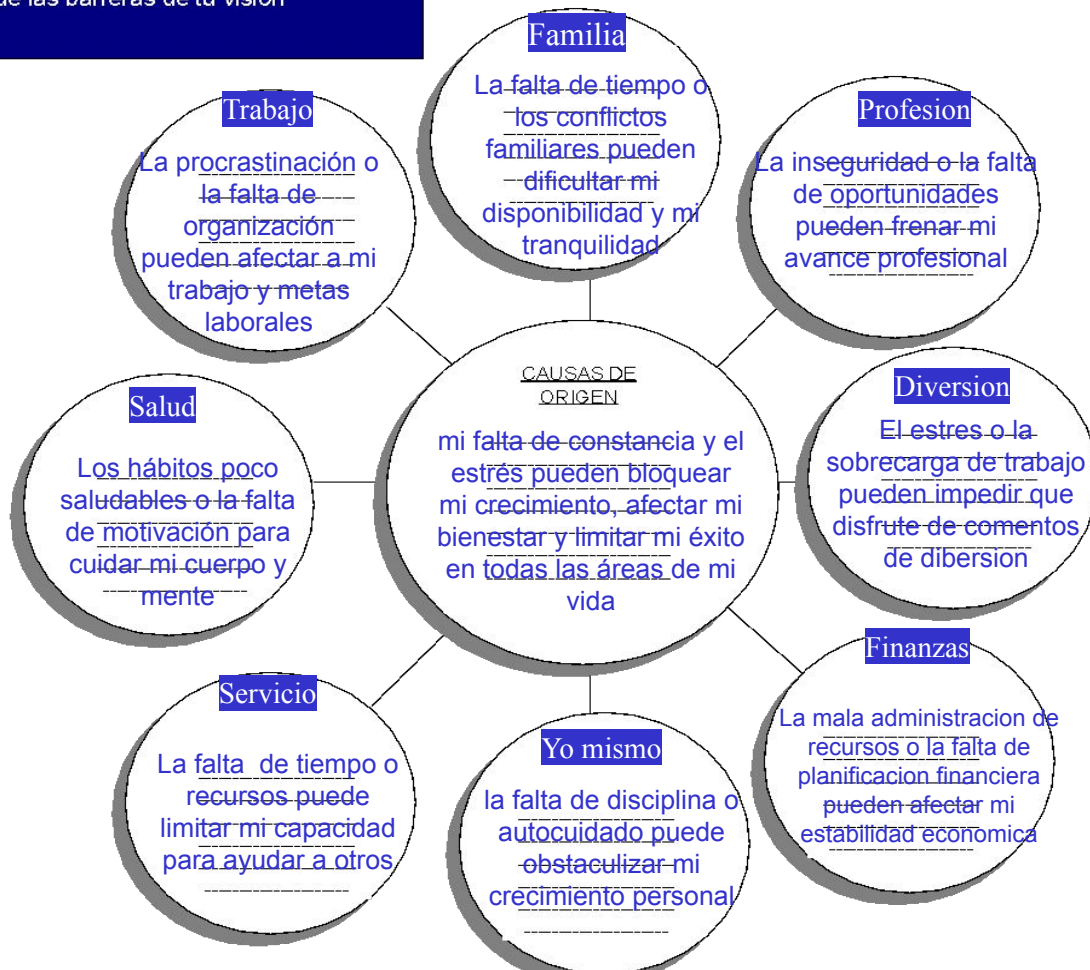 de las barreras de tu visión
Familia
La falta de tiempo o
los conflictos
familiares pueden
dificultar mi
disponibilidad y mi
tranquilidad
Trabajo
La procrastinación o
la falta de
organización
pueden afectar a mi
trabajo y metas
laborales
Profesion
La inseguridad o la falta
de oportunidades
pueden frenar mi
avance profesional
CAUSAS DE
ORIGEN
mi falta de constancia y el
estrés pueden bloquear
mi crecimiento, afectar mi
bienestar y limitar mi éxito
en todas las áreas de mi
vida
Salud
Los hábitos poco
saludables o la falta
de motivación para
cuidar mi cuerpo y
mente
Diversion
El estres o la
sobrecarga de trabajo
pueden impedir que
disfrute de comentos
de dibersion
Servicio
La falta de tiempo o
recursos puede
limitar mi capacidad
para ayudar a otros
Yo mismo
la falta de disciplina o
autocuidado puede
obstaculizar mi
crecimiento personal
Finanzas
La mala administracion de
recursos o la falta de
planificacion financiera
pueden afectar mi
estabilidad economica